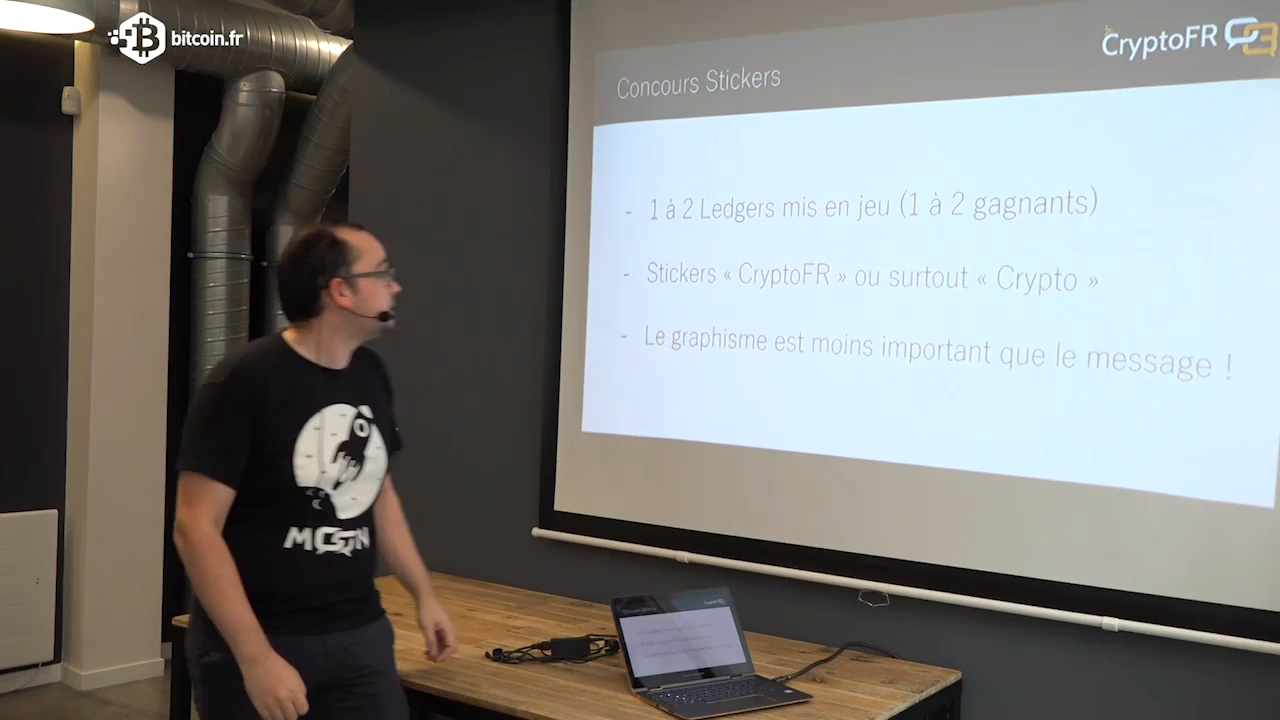 bitcoin.fr
CryptoFR
Concours Stickers
- 1 à 2 Ledgers mis en jeu (1 à 2 gagnants)
- Stickers « CryptoFR » ou surtout « Crypto »
- Le graphisme est moins important que le message !